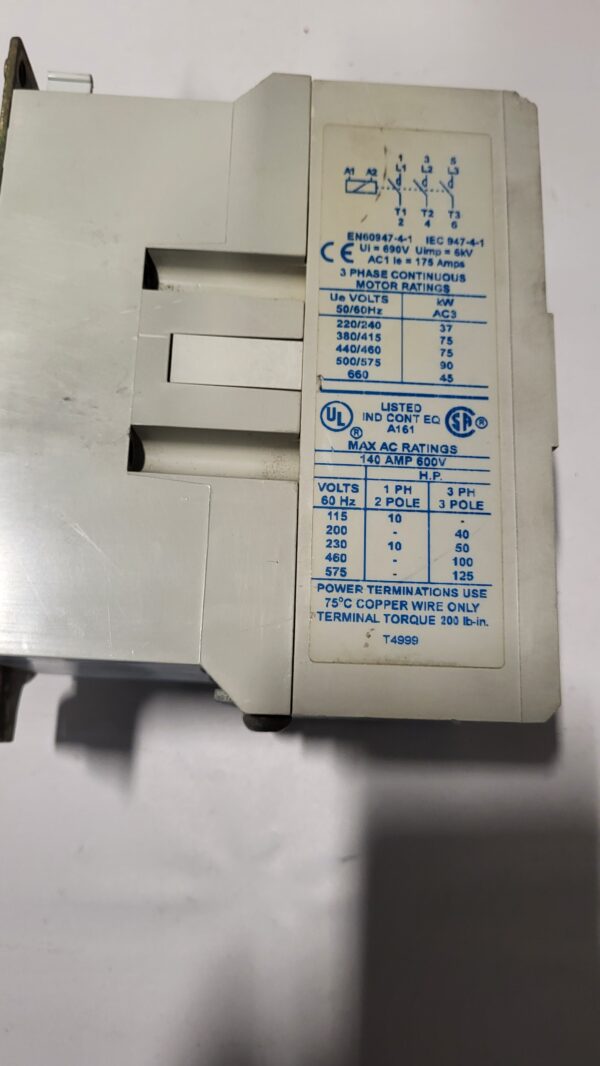 1 3 5
A1 A2 L1 L2 L3
T1 T2 T3
2 4 6
EN60947-4-1 IEC 947-4-1
CE Ui = 690V Uimp = 6kV
AC1 Ie = 175 Amps
3 PHASE CONTINUOUS
MOTOR RATINGS
Ue VOLTS kW
50/60Hz AC3
220/240 37
380/415 75
440/460 75
500/575 90
660 45
UL ® LISTED SA ®
IND CONT EQ
A161
MAX AC RATINGS
140 AMP 600V
H.P.
VOLTS 1 PH 3 PH
60 Hz 2 POLE 3 POLE
115 10 -
200 - 40
230 10 50
460 - 100
575 - 125
POWER TERMINATIONS USE
75°C COPPER WIRE ONLY
TERMINAL TORQUE 200 lb-in.
T4999